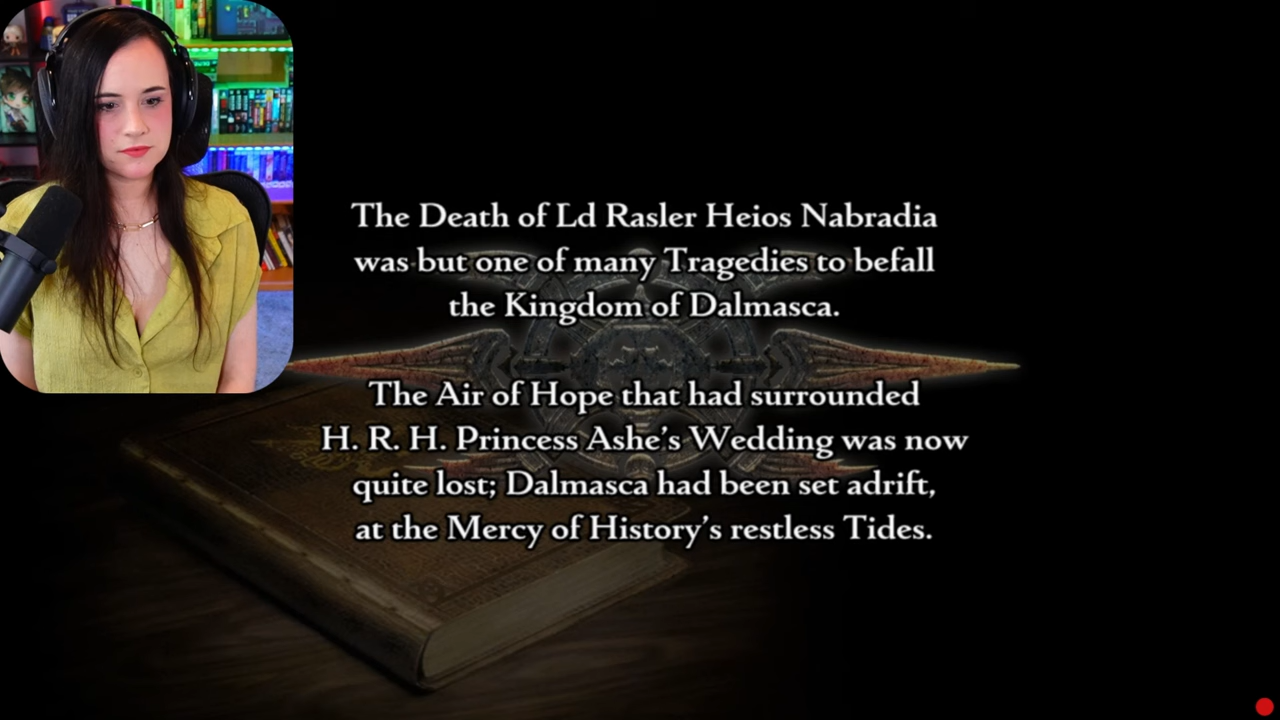 The Death of Ld Rasler Heios Nabradia
was but one of many Tragedies to befall
the Kingdom of Dalmasca.
The Air of Hope that had surrounded
H. R. H. Princess Ashe's Wedding was now
quite lost; Dalmasca had been set adrift,
at the Mercy of History's restless Tides.